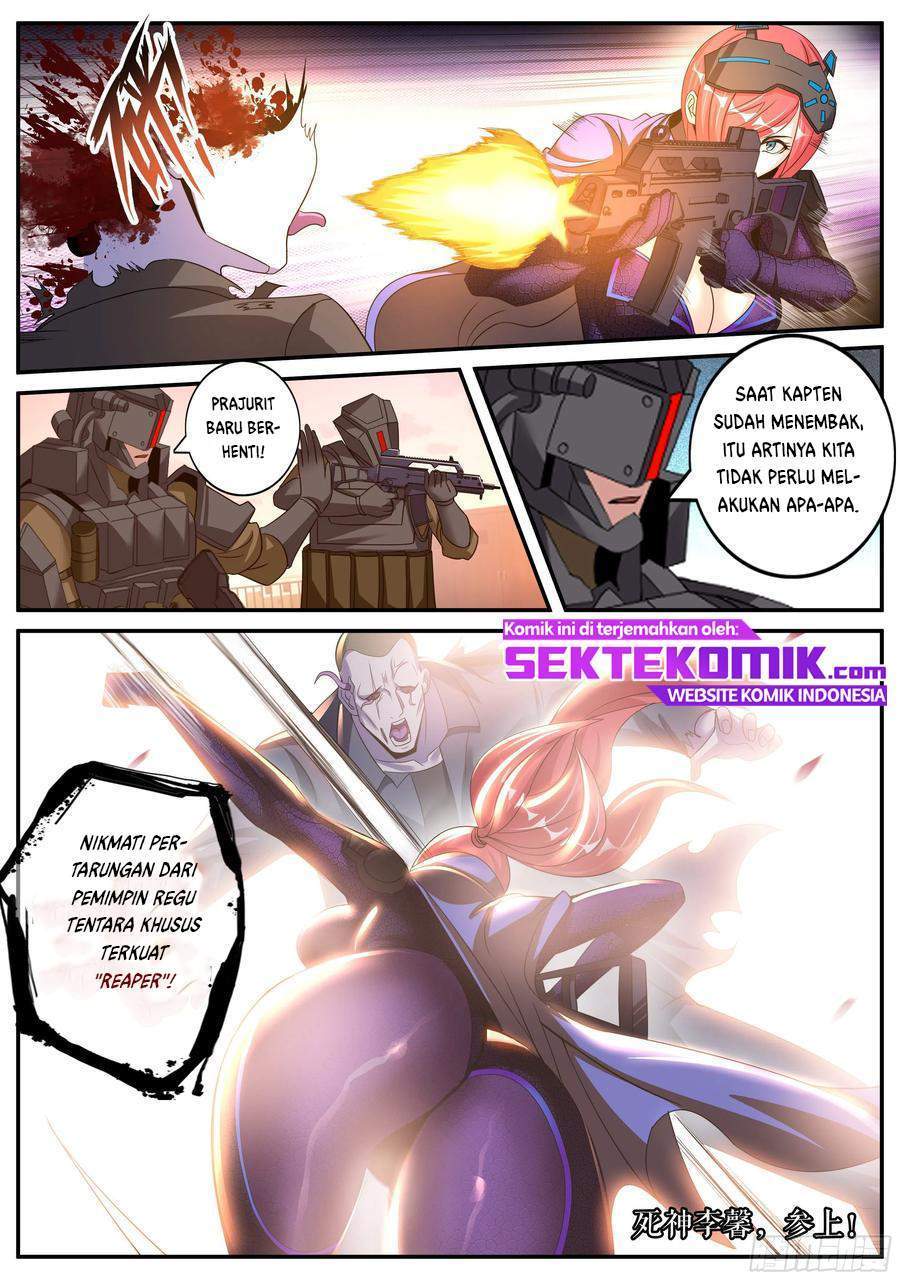 PRAJURIT
BARU BER-
HENTI!
SAAT KAPTEN
SUDAH MENEMBAK,
ITU ARTINYA KITA
TIDAK PERLU MEL-
AKUKAN APA-APA.
Komik ini di terjemahkan oleh:
SEKTEKOMIK.com
WEBSITE KOMIK INDONESIA
NIKMATI PER-
TARUNGAN DARI
PEMIMPIN REGU
TENTARA KHUSUS
TERKUAT
"REAPER"!
死神李馨，参上！